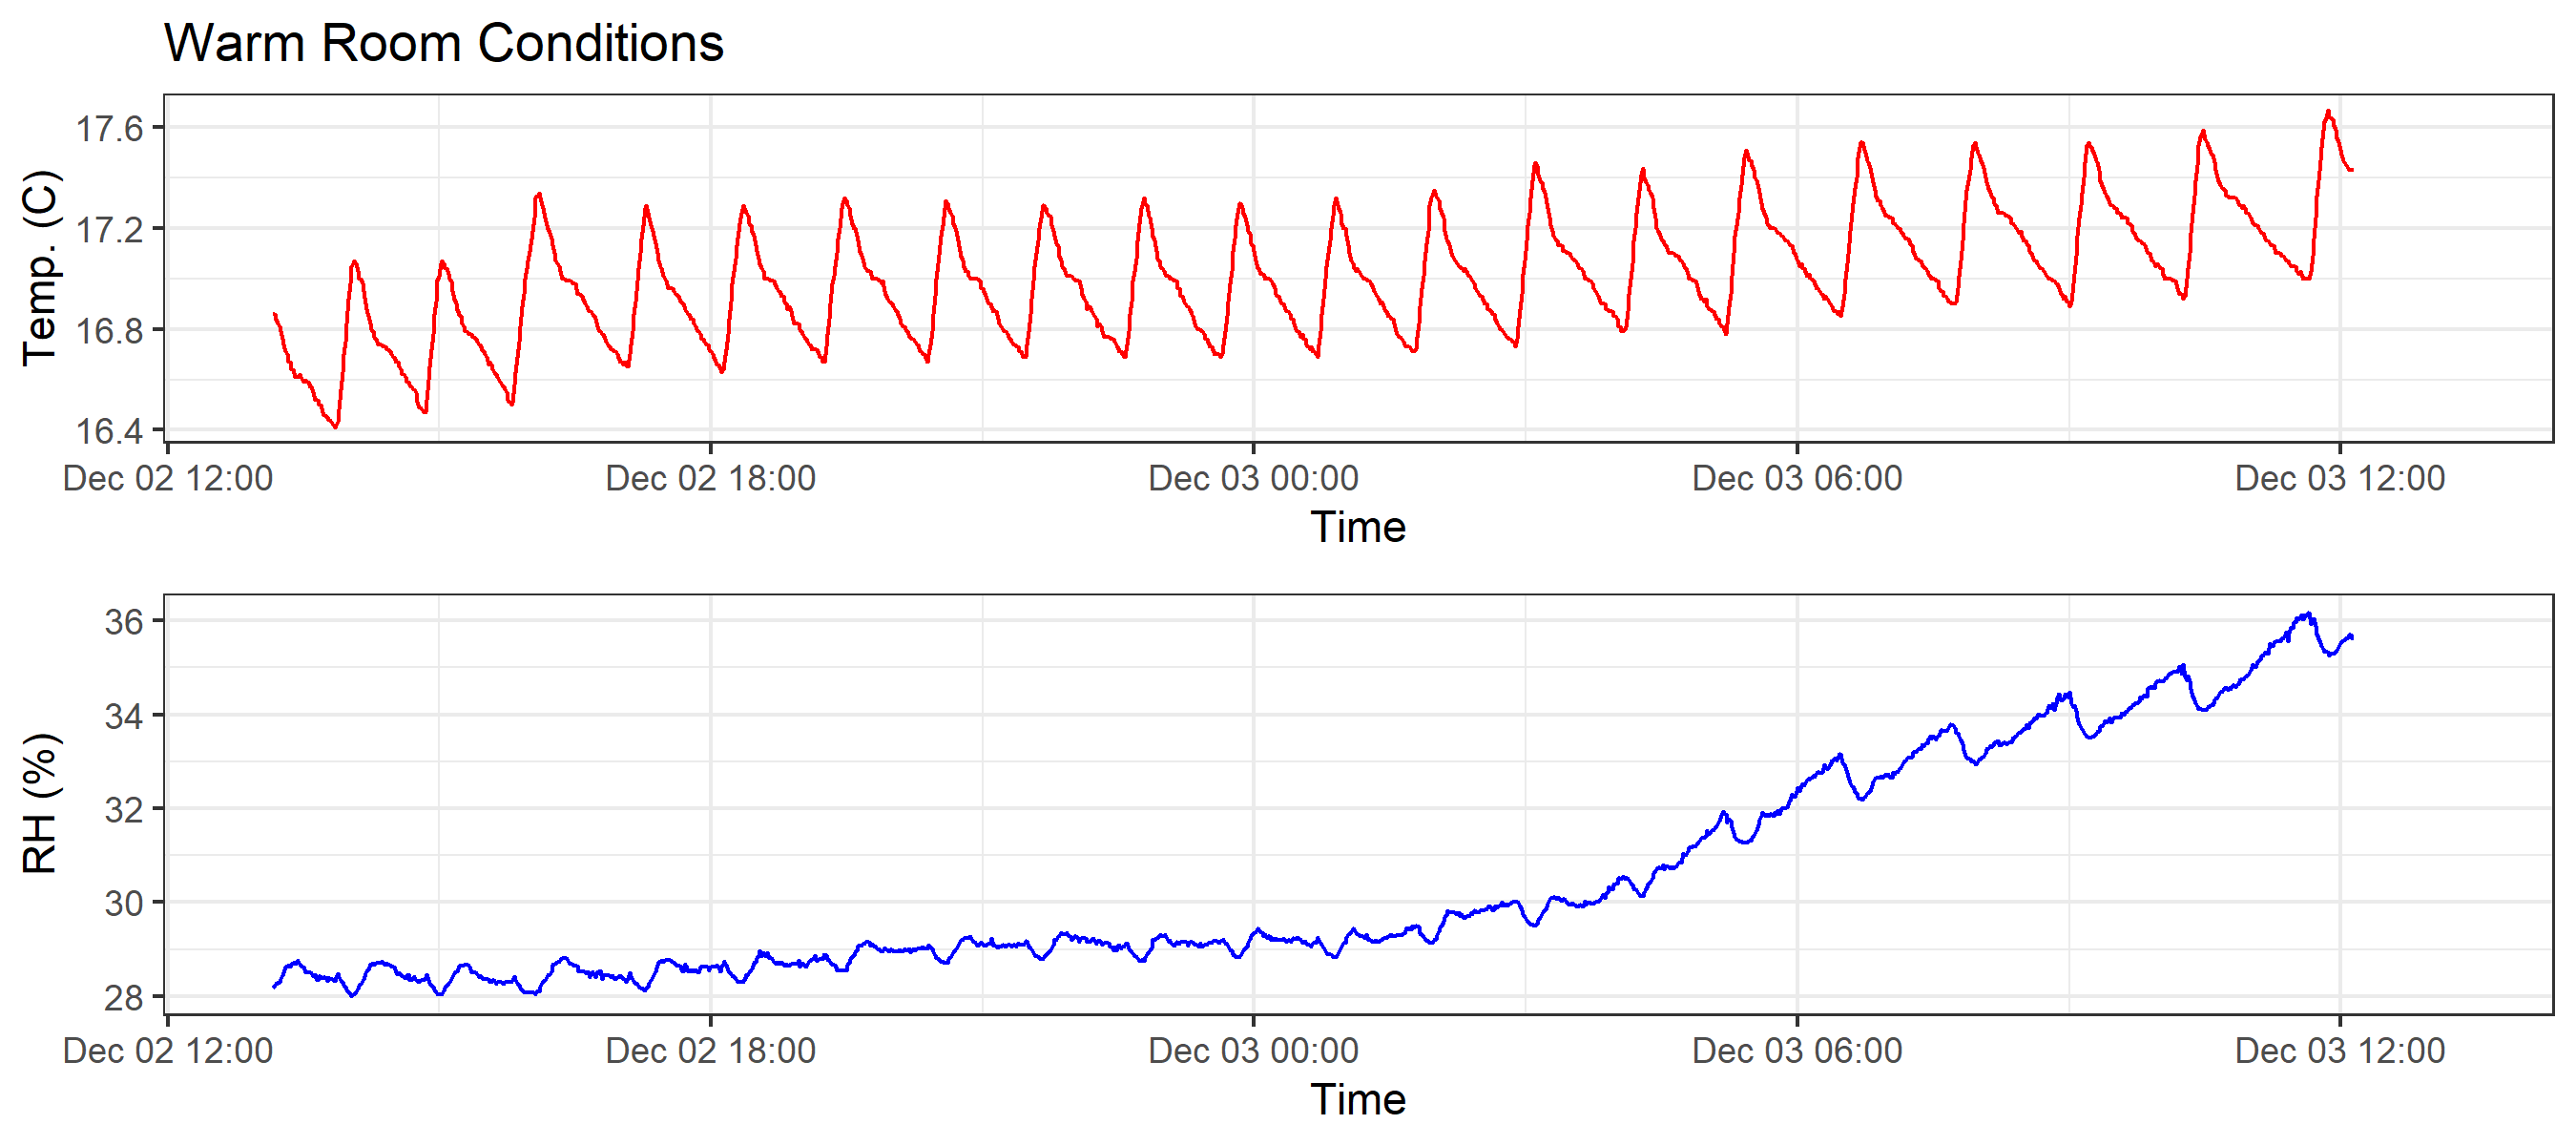 Warm Room Conditions
Temp. (C)
17.6
17.2
16.8
16.4
Dec 02 12:00 Dec 02 18:00 Dec 03 00:00 Dec 03 06:00 Dec 03 12:00
Time
RH (%)
36
34
32
30
28
Dec 02 12:00 Dec 02 18:00 Dec 03 00:00 Dec 03 06:00 Dec 03 12:00
Time